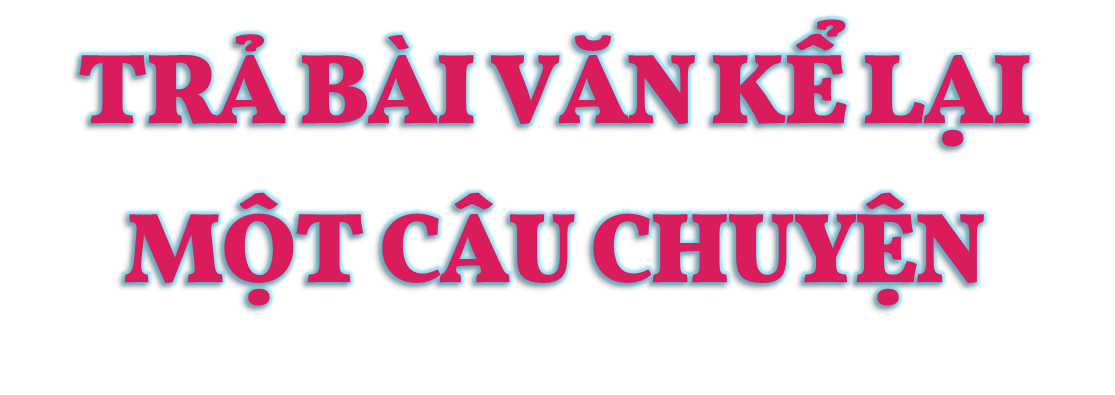 TRẢ BÀI VĂN KỂ LẠI
MỘT CÂU CHUYỆN